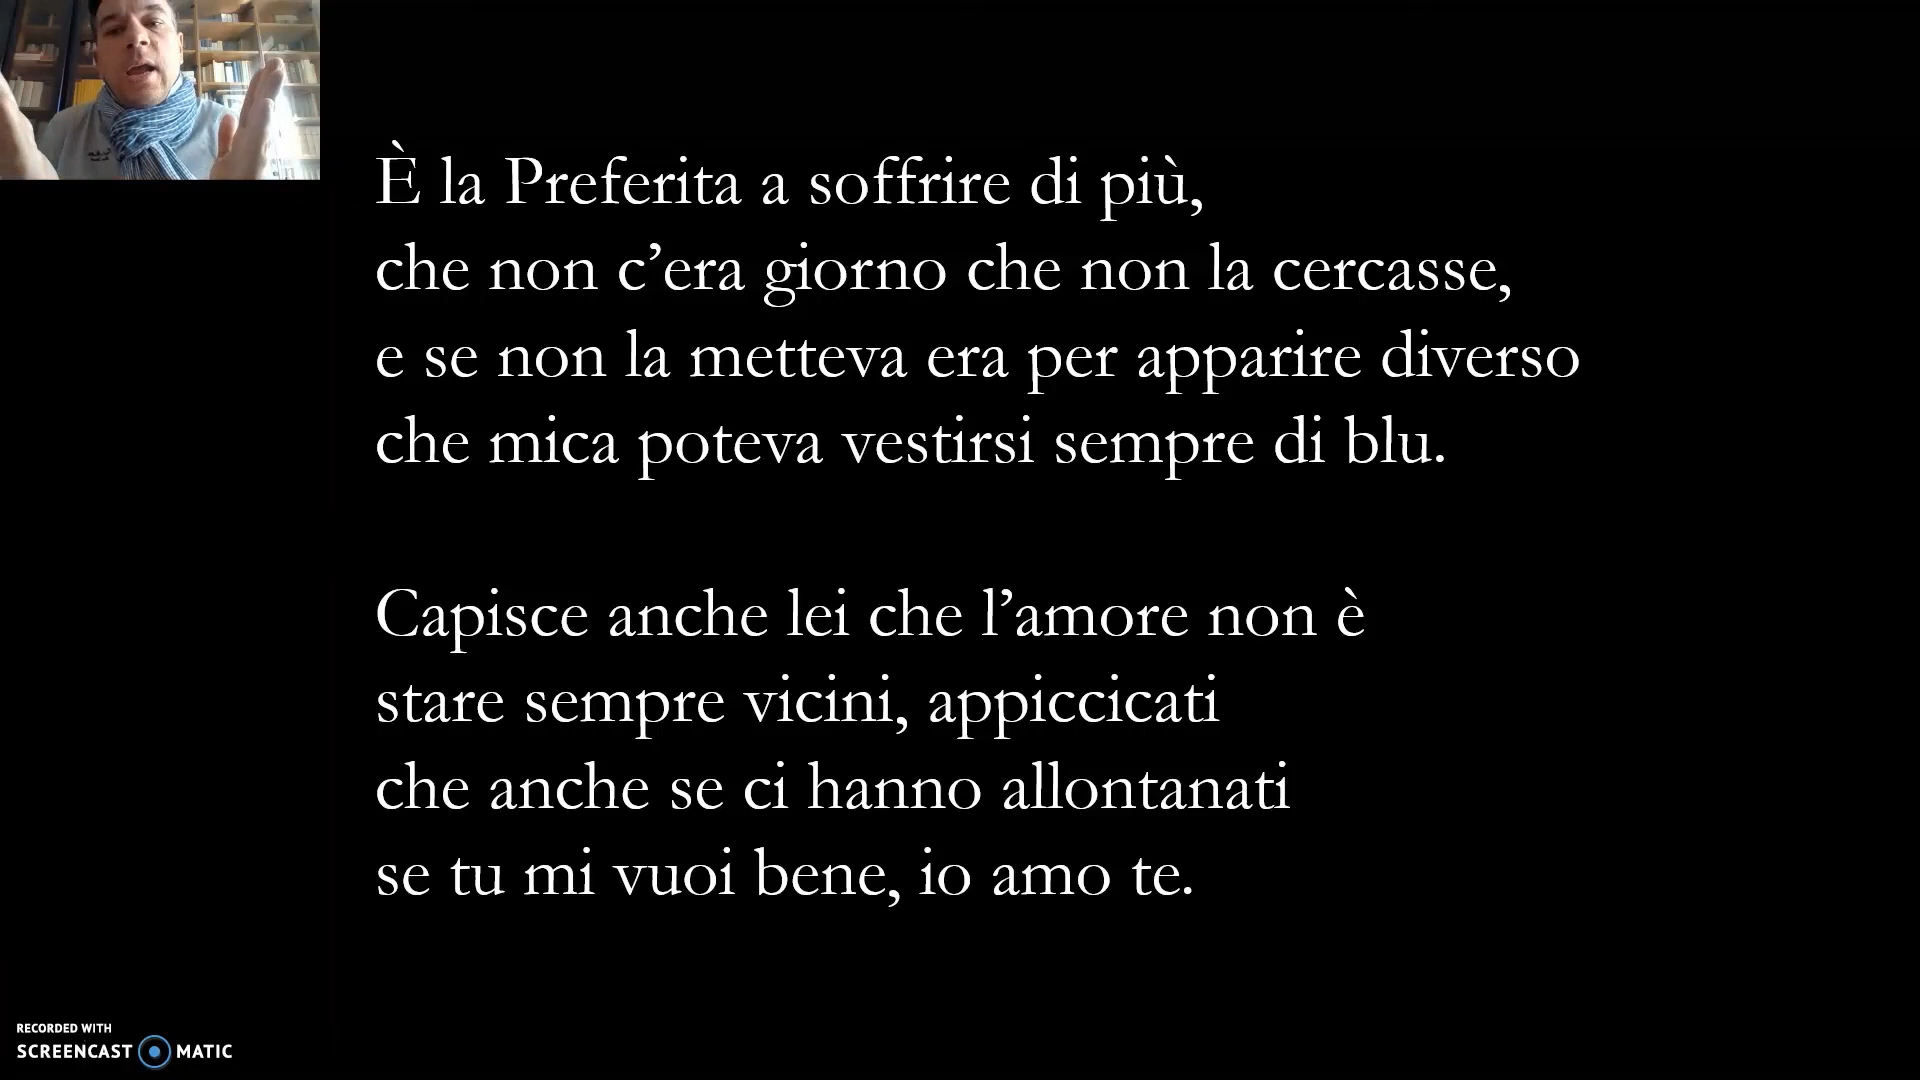 È la Preferita a soffrire di più,
che non c’era giorno che non la cercasse,
e se non la metteva era per apparire diverso
che mica poteva vestirsi sempre di blu.
Capisce anche lei che l’amore non è
stare sempre vicini, appiccicati
che anche se ci hanno allontanati
se tu mi vuoi bene, io amo te.
RECORDED WITH
SCREENCAST MATIC